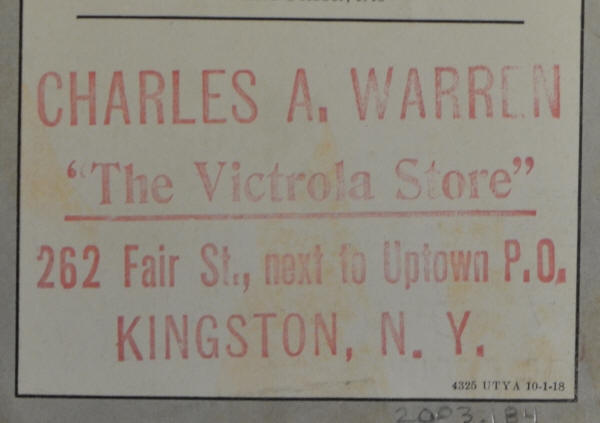 CHARLES A. WARREN
"The Victrola Store"
262 Fair St., next to Uptown P.O.
KINGSTON, N. Y.
4325 UTYA 10-1-18
2003.184